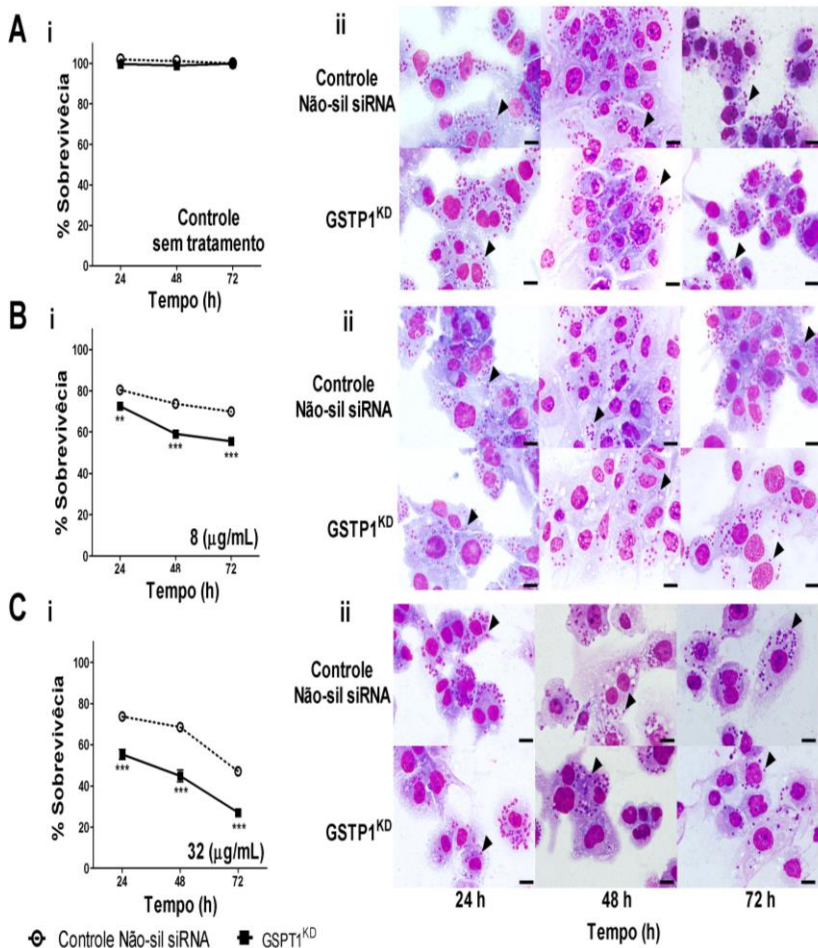 A i ii
% Sobrevivêcia
100
80
60
40
20
0
24 48 72
Tempo (h)
Controle
sem tratamento
Controle
Não-sil siRNA
GSTP1KD
B i ii
% Sobrevivêcia
100
80
60
40
20
0
**
***
***
24 48 72
Tempo (h)
8 (µg/mL)
Controle
Não-sil siRNA
GSTP1KD
C i ii
% Sobrevivêcia
100
80
60
40
20
0
***
***
***
24 48 72
Tempo (h)
32 (µg/mL)
Controle
Não-sil siRNA
GSTP1KD
24 h 48 h 72 h
Tempo (h)
Controle Não-sil siRNA GSPT1KD